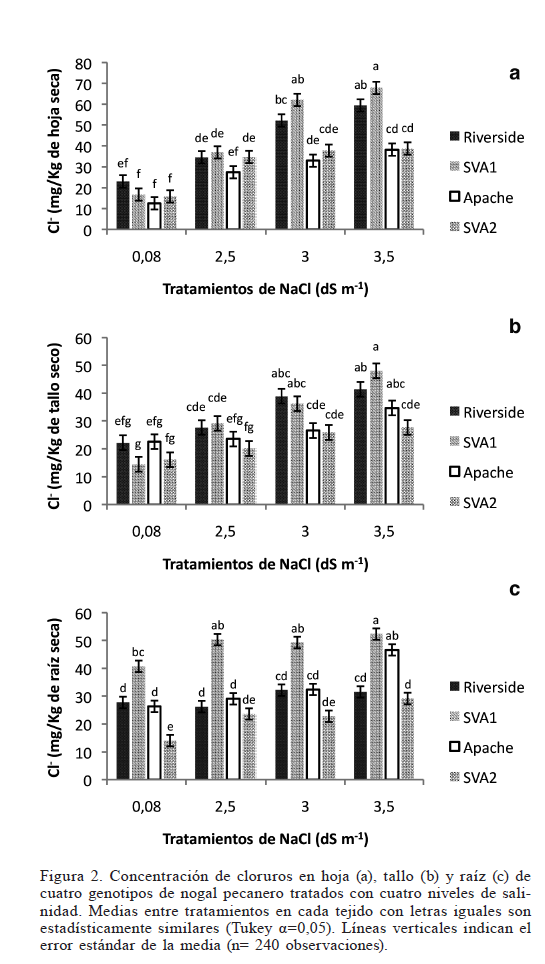 a
Cl⁻ (mg/Kg de hoja seca)
80
70
60
50
40
30
20
10
0
ef f f f
de de ef de
bc ab de cde
d a cd cd
0,08 2,5 3 3,5
Tratamientos de NaCl (dS m⁻¹)
Riverside
SVA1
Apache
SVA2
b
Cl⁻ (mg/Kg de tallo seco)
60
50
40
30
20
10
0
efg g efg fg
cde cde efg fg
abc abc cde cde
ab a abc cde
0,08 2,5 3 3,5
Tratamientos de NaCl (dS m⁻¹)
Riverside
SVA1
Apache
SVA2
c
Cl⁻ (mg/Kg de raíz seca)
60
50
40
30
20
10
0
d bc d e
d ab d de
cd ab cd de
cd a ab d
0,08 2,5 3 3,5
Tratamientos de NaCl (dS m⁻¹)
Riverside
SVA1
Apache
SVA2
Figura 2. Concentración de cloruros en hoja (a), tallo (b) y raíz (c) de
cuatro genotipos de nogal pecanero tratados con cuatro niveles de sali-
nidad. Medias entre tratamientos en cada tejido con letras iguales son
estadísticamente similares (Tukey α=0,05). Líneas verticales indican el
error estándar de la media (n= 240 observaciones).